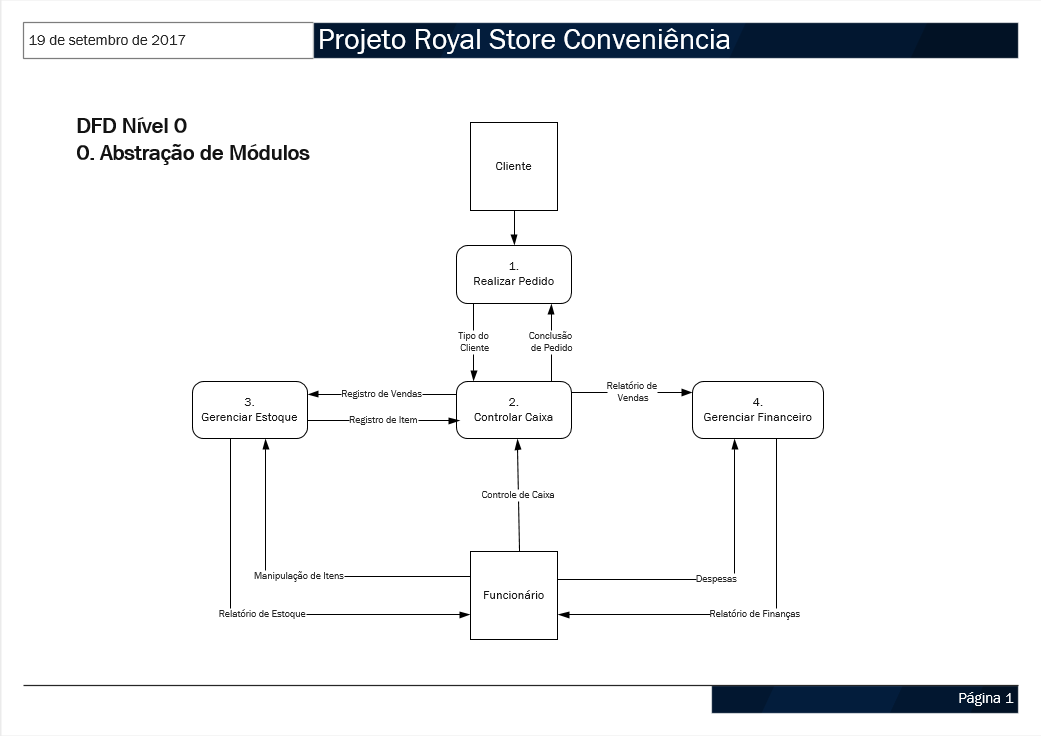 19 de setembro de 2017
Projeto Royal Store Conveniência
DFD Nível 0
0. Abstração de Módulos
Cliente
1.
Realizar Pedido
Tipo do
Cliente
Conclusão
de Pedido
Registro de Vendas
Relatório de
Vendas
3.
Gerenciar Estoque
Registro de Item
2.
Controlar Caixa
4.
Gerenciar Financeiro
Controle de Caixa
Manipulação de Itens
Despesas
Funcionário
Relatório de Estoque
Relatório de Finanças
Página 1